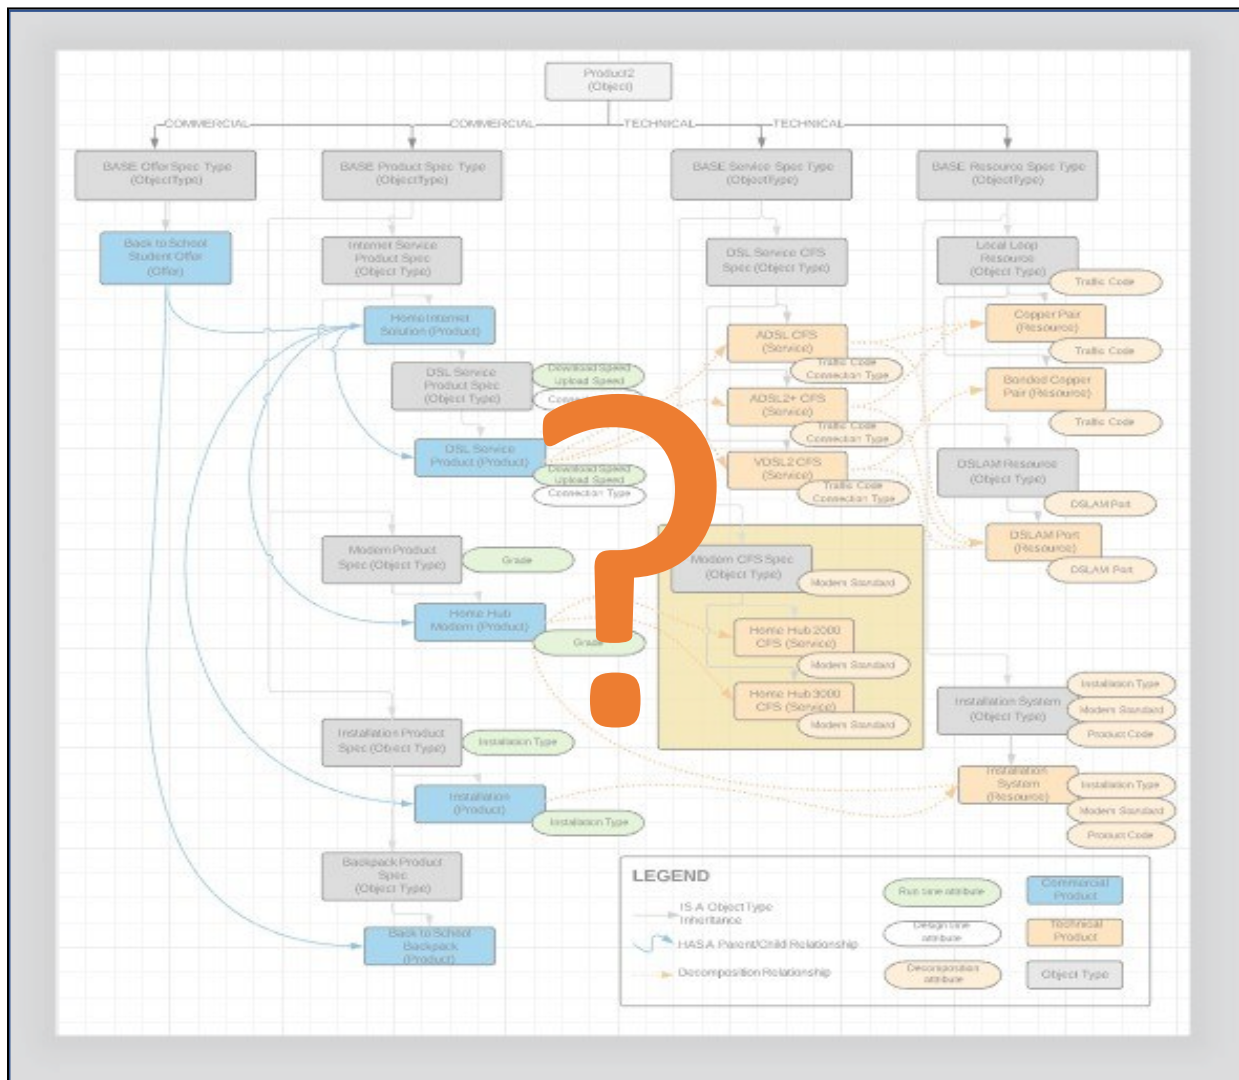 Product2
(Object)
COMMERCIAL
COMMERCIAL
TECHNICAL
TECHNICAL
BASE Offer Spec Type
(ObjectType)
BASE Product Spec Type
(ObjectType)
BASE Service Spec Type
(ObjectType)
BASE Resource Spec Type
(ObjectType)
Back to School
Student Offer
(Offer)
Internet Service
Product Spec
(Object Type)
DSL Service CFS
Spec (Object Type)
Local Loop
Resource
(Object Type)
Traffic Code
Home Internet
Solution (Product)
ADSL CFS
(Service)
Traffic Code
Connection Type
Copper Pair
(Resource)
Traffic Code
DSL Service
Product Spec
(Object Type)
Download Speed
Upload Speed
ADSL2+ CFS
(Service)
Traffic Code
Connection Type
Bonded Copper
Pair (Resource)
Traffic Code
DSL Service
Product (Product)
Download Speed
Upload Speed
Connection Type
VDSL2 CFS
(Service)
Traffic Code
Connection Type
DSLAM Resource
(Object Type)
DSLAM Port
DSLAM Port
(Resource)
DSLAM Port
Modem Product
Spec (Object Type)
Grade
Modem CFS Spec
(Object Type)
Modem Standard
Home Hub
Modem (Product)
Grade
Home Hub 2000
CFS (Service)
Modem Standard
Home Hub 3000
CFS (Service)
Modem Standard
Installation Product
Spec (Object Type)
Installation Type
Installation System
(Object Type)
Installation Type
Modem Standard
Product Code
Installation
(Product)
Installation Type
Installation
System
(Resource)
Installation Type
Modem Standard
Product Code
Backpack Product
Spec
(Object Type)
Back to School
Backpack
(Product)
?
LEGEND
IS A Object Type
Inheritance
HAS A Parent/Child Relationship
Decomposition Relationship
Run time attribute
Design time
attribute
Decomposition
attribute
Commercial
Product
Technical
Product
Object Type